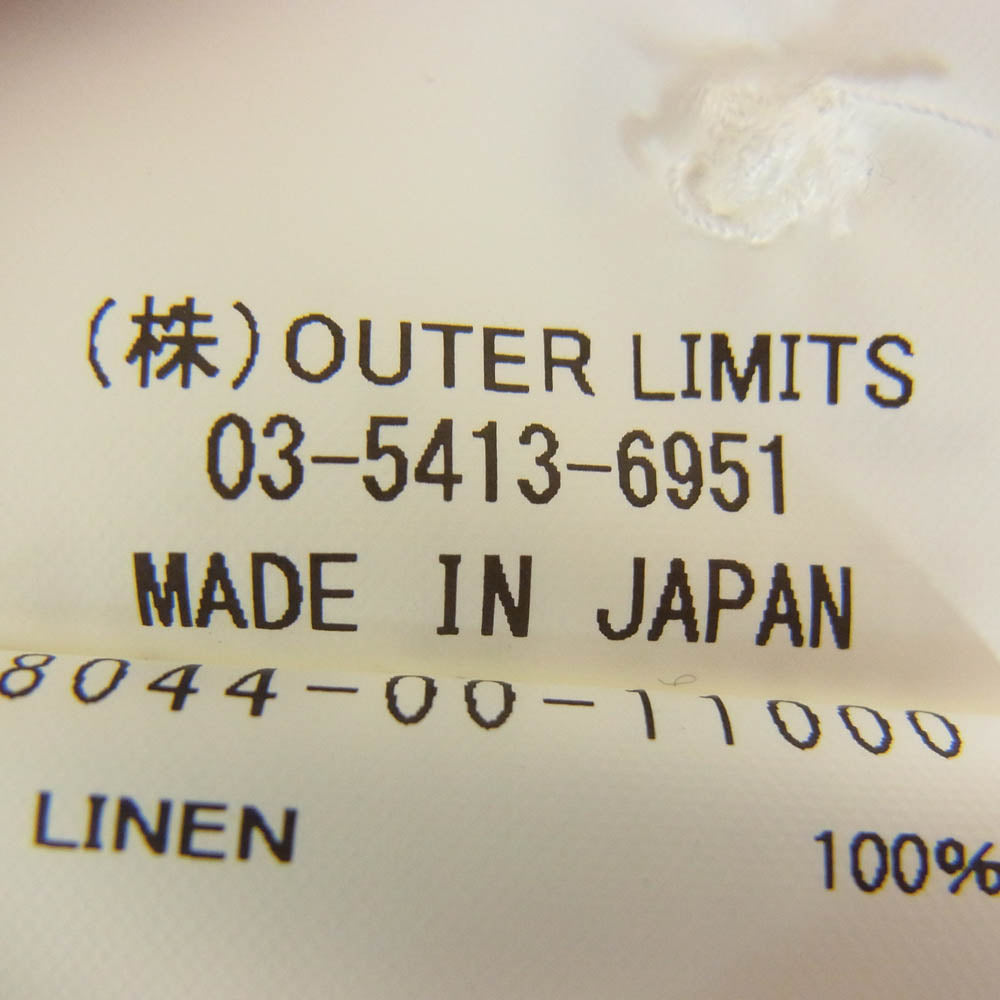 (株)OUTER LIMITS
03-5413-6951
MADE IN JAPAN
8044-00-11000
LINEN 100%